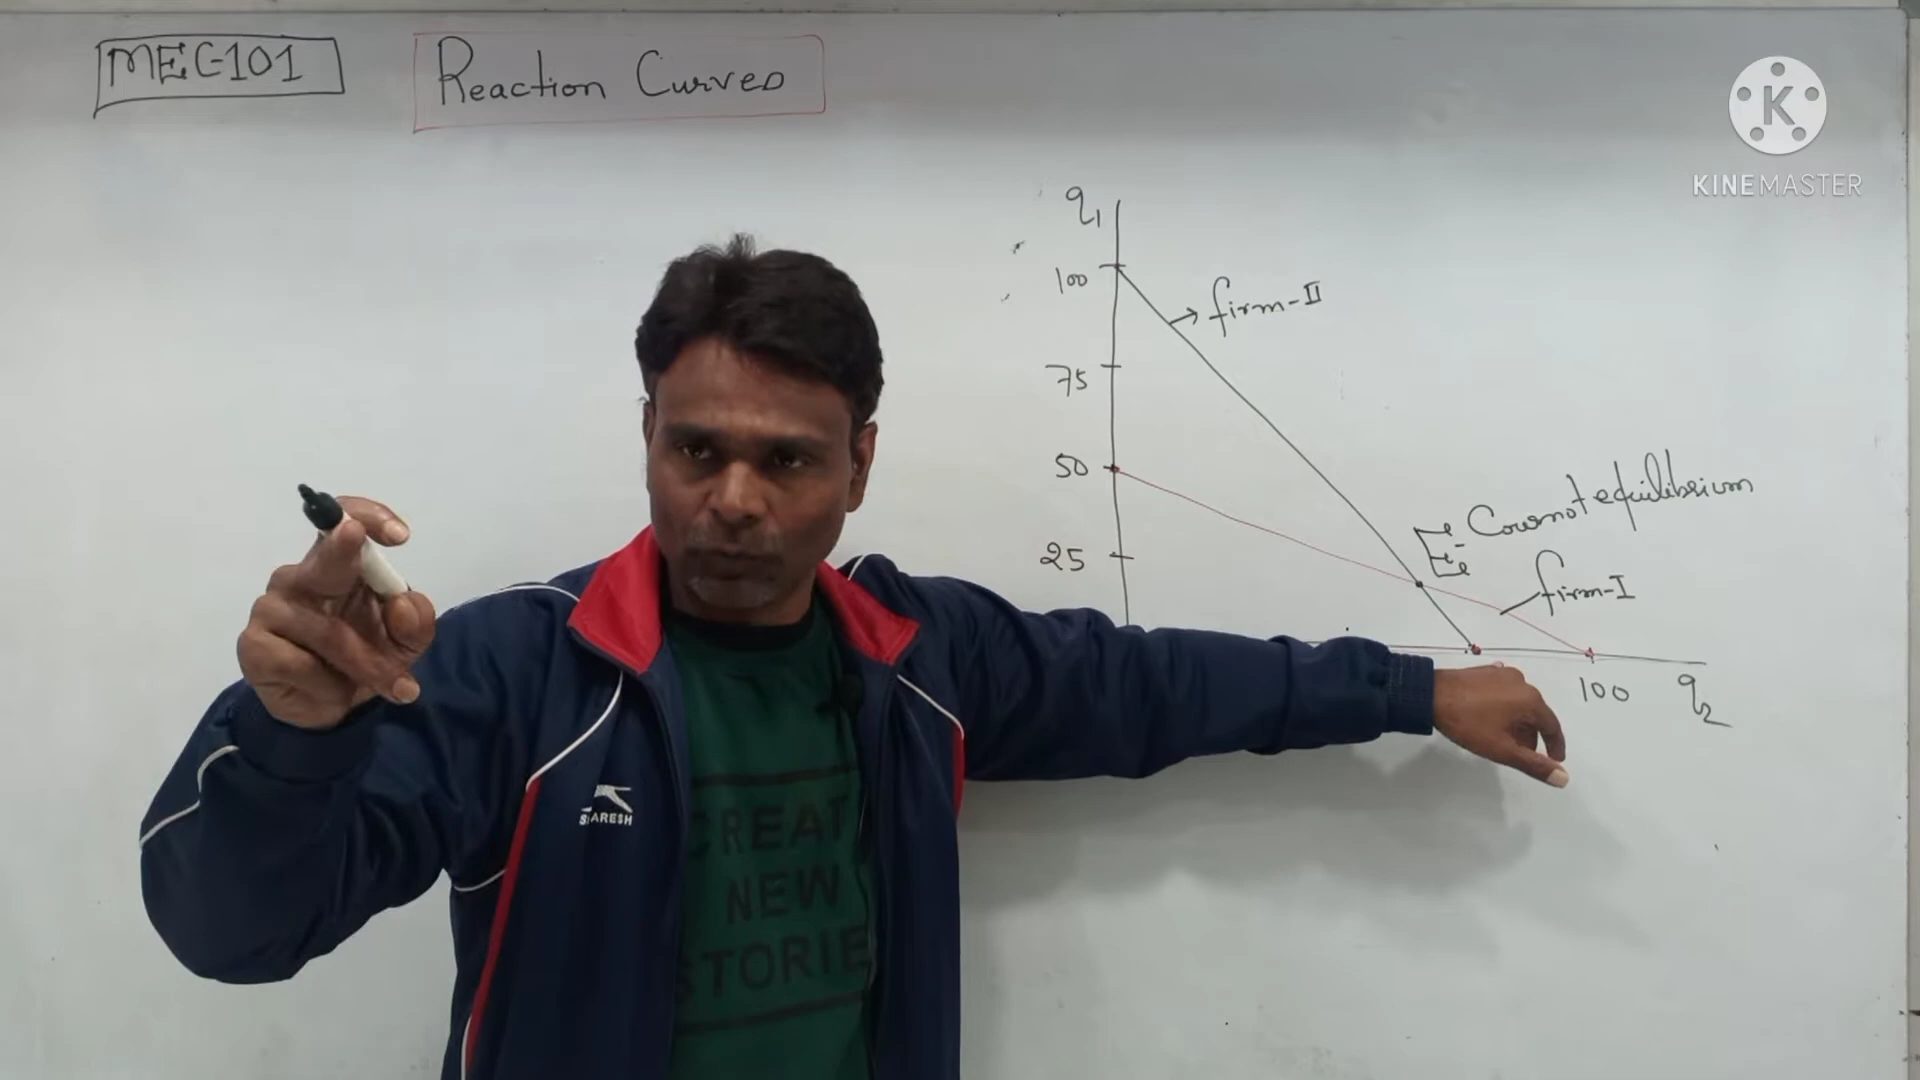 MEC-101
Reaction Curves
K
KINEMASTER
q₁
100
firm-II
75
50
Cournot equilibrium
E
25
firm-I
100
q₂
CREAT
NEW
STORIE